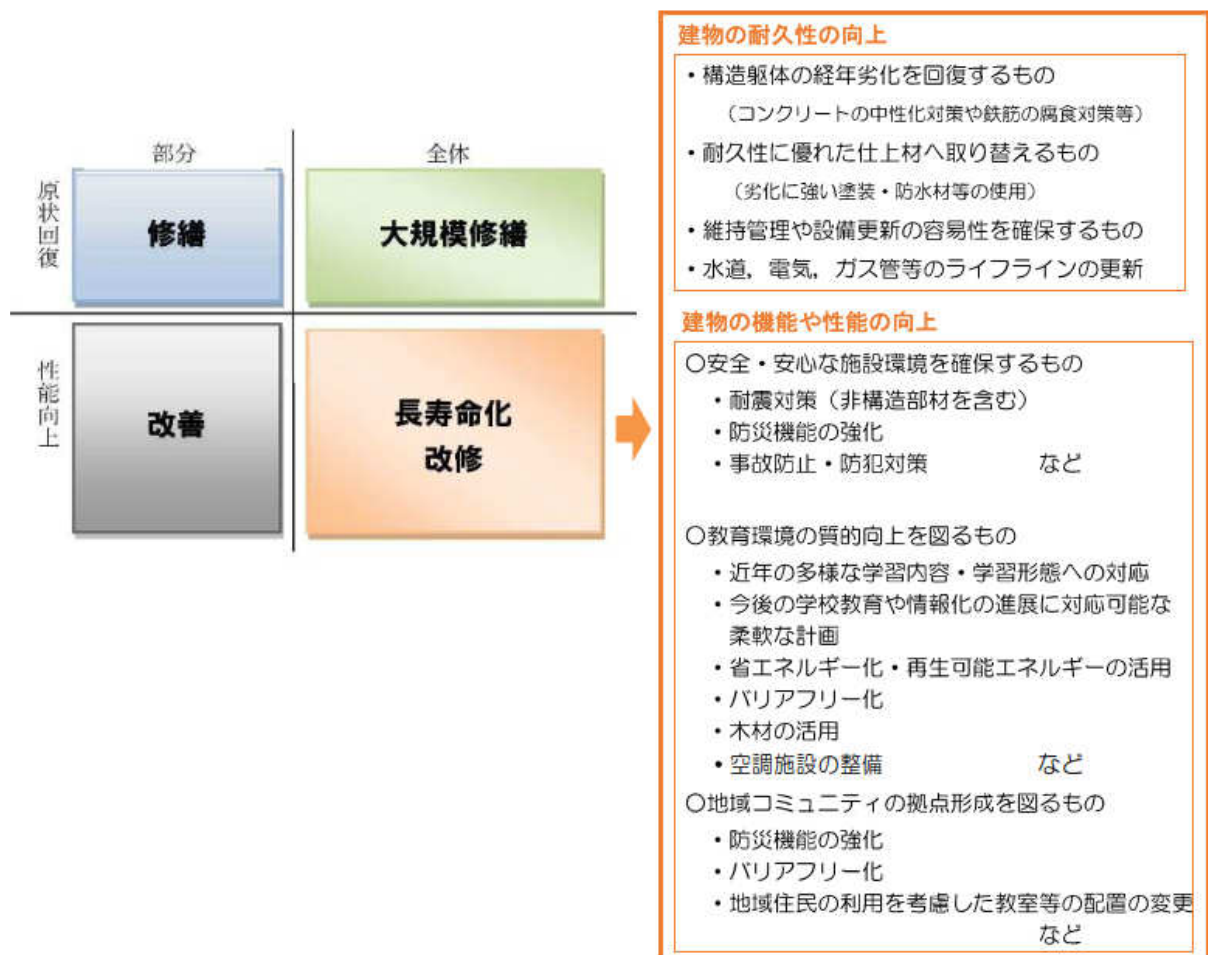 部分
全体
原状回復
修繕
大規模修繕
性能向上
改善
長寿命化
改修
建物の耐久性の向上
・構造躯体の経年劣化を回復するもの
（コンクリートの中性化対策や鉄筋の腐食対策等）
・耐久性に優れた仕上材へ取り替えるもの
（劣化に強い塗装・防水材等の使用）
・維持管理や設備更新の容易性を確保するもの
・水道，電気，ガス管等のライフラインの更新
建物の機能や性能の向上
〇安全・安心な施設環境を確保するもの
・耐震対策（非構造部材を含む）
・防災機能の強化
・事故防止・防犯対策 など
〇教育環境の質的向上を図るもの
・近年の多様な学習内容・学習形態への対応
・今後の学校教育や情報化の進展に対応可能な
柔軟な計画
・省エネルギー化・再生可能エネルギーの活用
・バリアフリー化
・木材の活用
・空調施設の整備 など
〇地域コミュニティの拠点形成を図るもの
・防災機能の強化
・バリアフリー化
・地域住民の利用を考慮した教室等の配置の変更
など